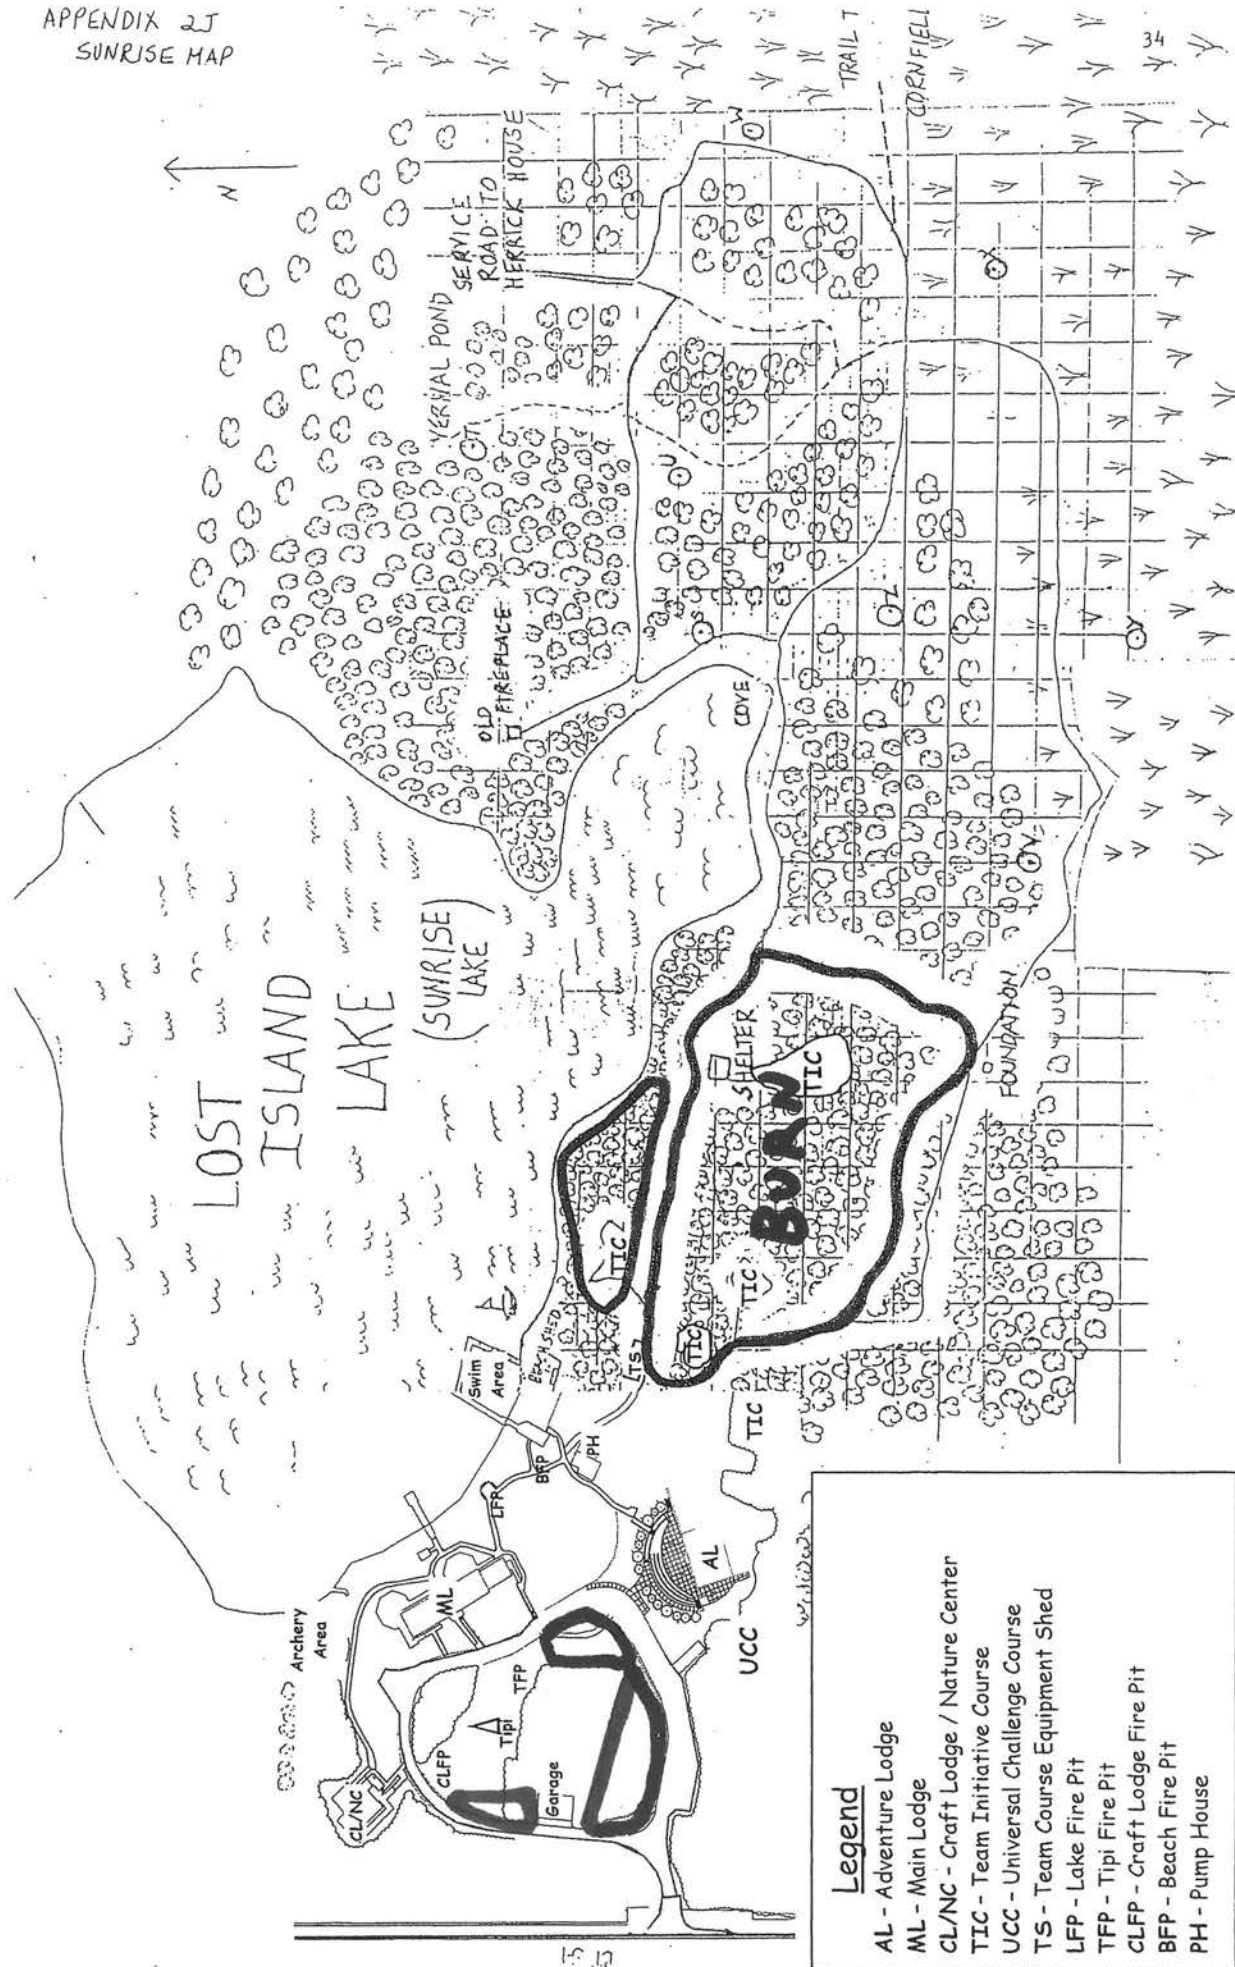 APPENDIX 2J
SUNRISE MAP
34
N
TRAIL T
CORNFIELD
SERVICE
ROAD TO
HERRICK HOUSE
VERNAL POND
W
X
T
U
OLD
FIREPLACE
S
Z
Y
COVE
V
LOST
ISLAND
LAKE
(SUNRISE)
LAKE
SHELTER
TIC
BURN
FOUNDATION
TIC
TIC
TIC
TS
SHED
Swim
Area
TIC
BFP
PH
LFP
AL
UCC
ML
Archery
Area
TFP
Tipi
CLFP
Garage
CL/NC
Legend
AL - Adventure Lodge
ML - Main Lodge
CL/NC - Craft Lodge / Nature Center
TIC - Team Initiative Course
UCC - Universal Challenge Course
TS - Team Course Equipment Shed
LFP - Lake Fire Pit
TFP - Tipi Fire Pit
CLFP - Craft Lodge Fire Pit
BFP - Beach Fire Pit
PH - Pump House